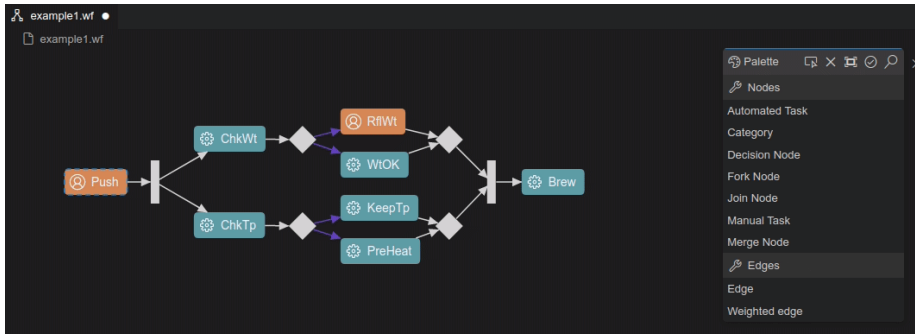 example1.wf
example1.wf
Palette
Nodes
Automated Task
Category
Decision Node
Fork Node
Join Node
Manual Task
Merge Node
Edges
Edge
Weighted edge
Push
ChkWt
ChkTp
RflWt
WtOK
KeepTp
PreHeat
Brew